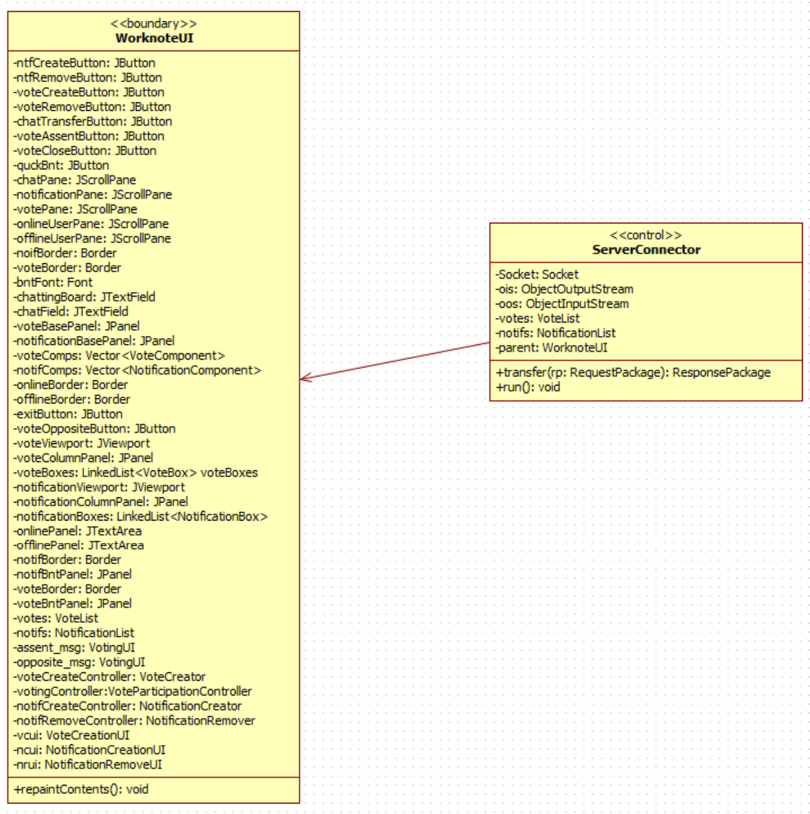 <<boundary>>
WorknoteUI
-ntfCreateButton: JButton
-ntfRemoveButton: JButton
-voteCreateButton: JButton
-voteRemoveButton: JButton
-chatTransferButton: JButton
-voteAssentButton: JButton
-voteCloseButton: JButton
-quckBnt: JButton
-chatPane: JScrollPane
-notificationPane: JScrollPane
-votePane: JScrollPane
-onlineUserPane: JScrollPane
-offlineUserPane: JScrollPane
-noifBorder: Border
-voteBorder: Border
-bntFont: Font
-chattingBoard: JTextField
-chatField: JTextField
-voteBasePanel: JPanel
-notificationBasePanel: JPanel
-voteComps: Vector<VoteComponent>
-notifComps: Vector<NotificationComponent>
-onlineBorder: Border
-offlineBorder: Border
-exitButton: JButton
-voteOppositeButton: JButton
-voteViewport: JViewport
-voteColumnPanel: JPanel
-voteBoxes: LinkedList<VoteBox> voteBoxes
-notificationViewport: JViewport
-notificationColumnPanel: JPanel
-notificationBoxes: LinkedList<NotificationBox>
-onlinePanel: JTextArea
-offlinePanel: JTextArea
-notifBorder: Border
-notifBntPanel: JPanel
-voteBorder: Border
-voteBntPanel: JPanel
-votes: VoteList
-notifs: NotificationList
-assent_msg: VotingUI
-opposite_msg: VotingUI
-voteCreateController: VoteCreator
-votingController:VoteParticipationController
-notifCreateController: NotificationCreator
-notifRemoveController: NotificationRemover
-vcui: VoteCreationUI
-ncui: NotificationCreationUI
-nrui: NotificationRemoveUI
+repaintContents(): void
<<control>>
ServerConnector
-Socket: Socket
-ois: ObjectOutputStream
-oos: ObjectInputStream
-votes: VoteList
-notifs: NotificationList
-parent: WorknoteUI
+transfer(rp: RequestPackage): ResponsePackage
+run(): void